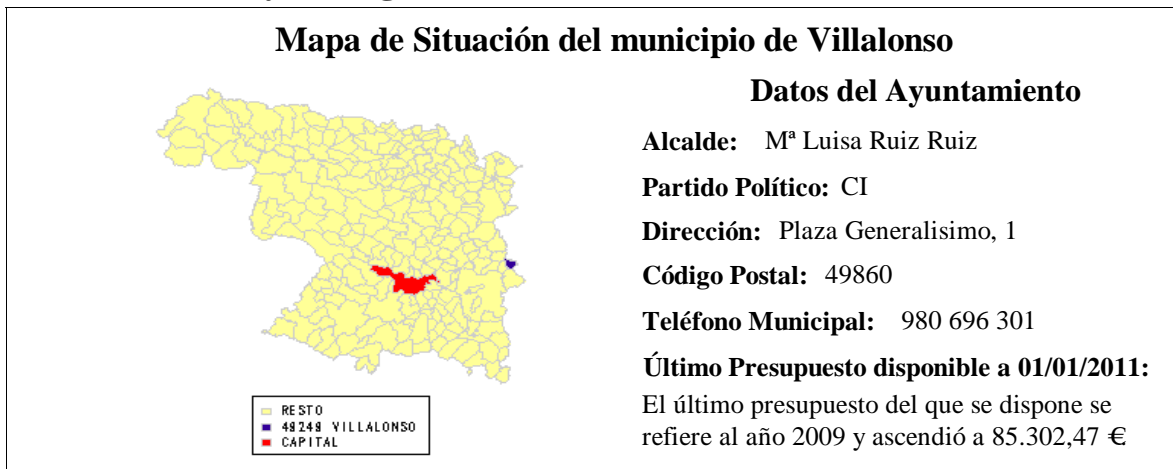 Mapa de Situación del municipio de Villalonso
Datos del Ayuntamiento
Alcalde: Mª Luisa Ruiz Ruiz
Partido Político: CI
Dirección: Plaza Generalisimo, 1
Código Postal: 49860
Teléfono Municipal: 980 696 301
Último Presupuesto disponible a 01/01/2011:
El último presupuesto del que se dispone se
refiere al año 2009 y ascendió a 85.302,47 €
RESTO
49249 VILLALONSO
CAPITAL